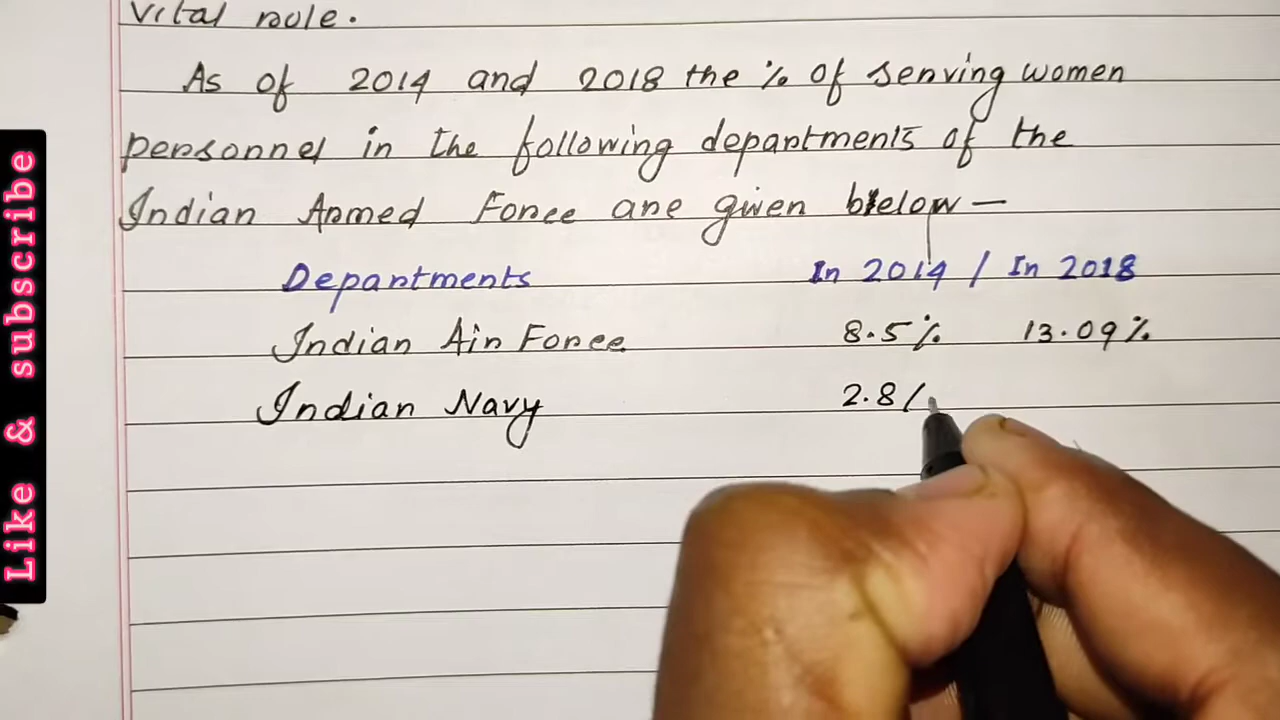 vital role.
As of 2014 and 2018 the % of serving women
personnel in the following departments of the
Indian Armed Force are given below —
Departments In 2014 / In 2018
Indian Air Force 8.5% 13.09%
Indian Navy 2.8%
Like & subscribe